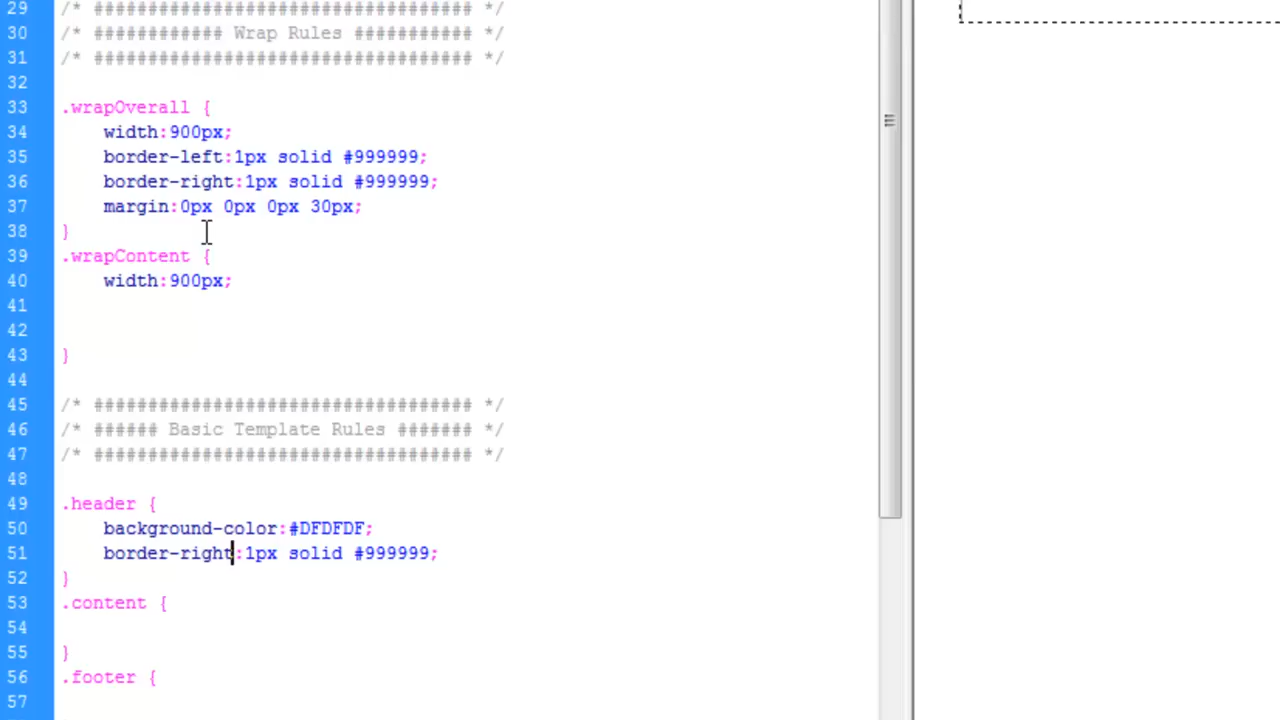 29 /* ################################### */
30 /* ############ Wrap Rules ########### */
31 /* ################################### */
32
33 .wrapOverall {
34 width:900px;
35 border-left:1px solid #999999;
36 border-right:1px solid #999999;
37 margin:0px 0px 0px 30px;
38 }
39 .wrapContent {
40 width:900px;
41
42
43 }
44
45 /* ################################### */
46 /* ###### Basic Template Rules ####### */
47 /* ################################### */
48
49 .header {
50 background-color:#DFDFDF;
51 border-right:1px solid #999999;
52 }
53 .content {
54
55 }
56 .footer {
57